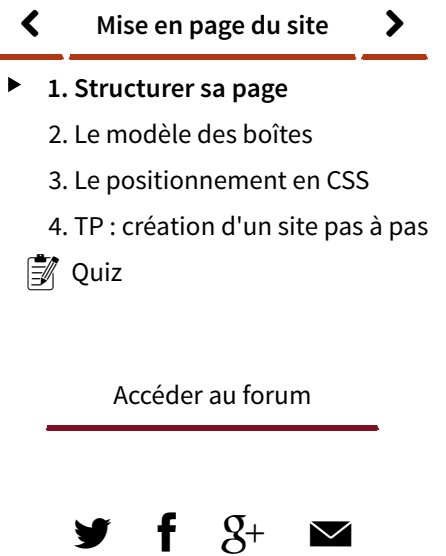 Mise en page du site
1. Structurer sa page
2. Le modèle des boîtes
3. Le positionnement en CSS
4. TP : création d'un site pas à pas
Quiz
Accéder au forum
g+